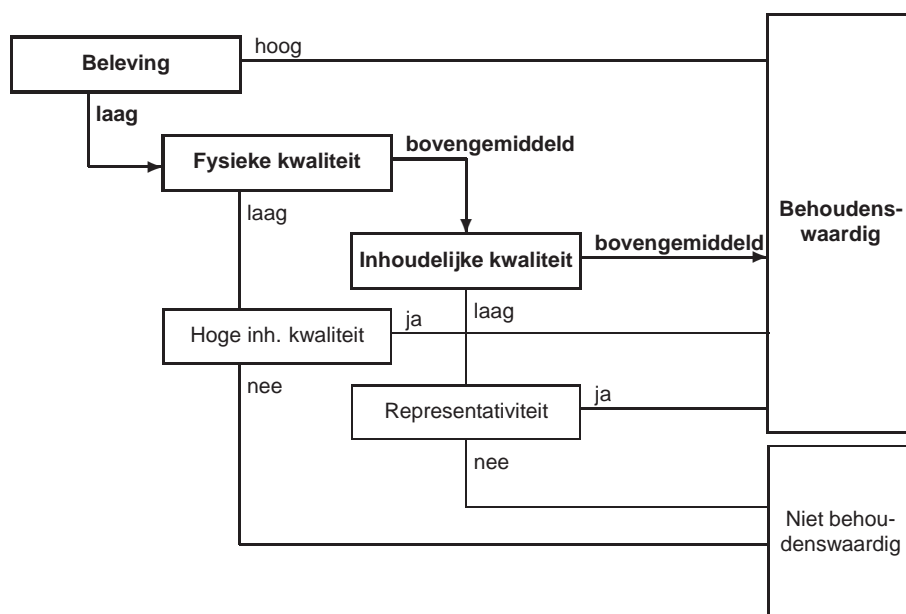 hoog
Beleving
laag
bovengemiddeld
Fysieke kwaliteit
laag
Behoudens-
waardig
bovengemiddeld
Inhoudelijke kwaliteit
laag
ja
Hoge inh. kwaliteit
nee
ja
Representativiteit
nee
Niet behou-
denswaardig